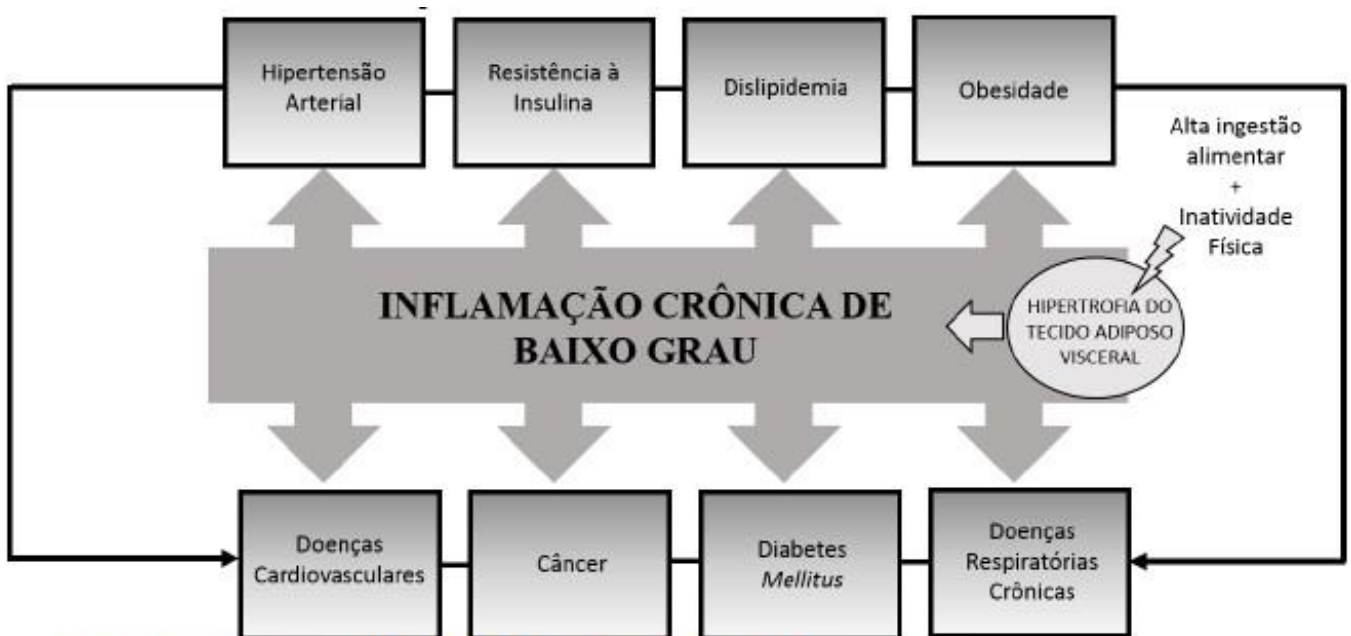 Hipertensão
Arterial
Resistência à
Insulina
Dislipidemia
Obesidade
Alta ingestão
alimentar
+
Inatividade
Física
INFLAMAÇÃO CRÔNICA DE
BAIXO GRAU
HIPERTROFIA DO
TECIDO ADIPOSO
VISCERAL
Doenças
Cardiovasculares
Câncer
Diabetes
Mellitus
Doenças
Respiratórias
Crônicas